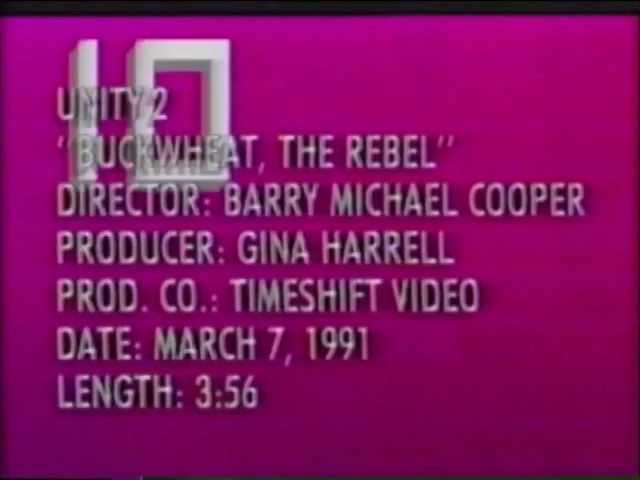 10
UNITY 2
"BUCKWHEAT, THE REBEL"
DIRECTOR: BARRY MICHAEL COOPER
PRODUCER: GINA HARRELL
PROD. CO.: TIMESHIFT VIDEO
DATE: MARCH 7, 1991
LENGTH: 3:56